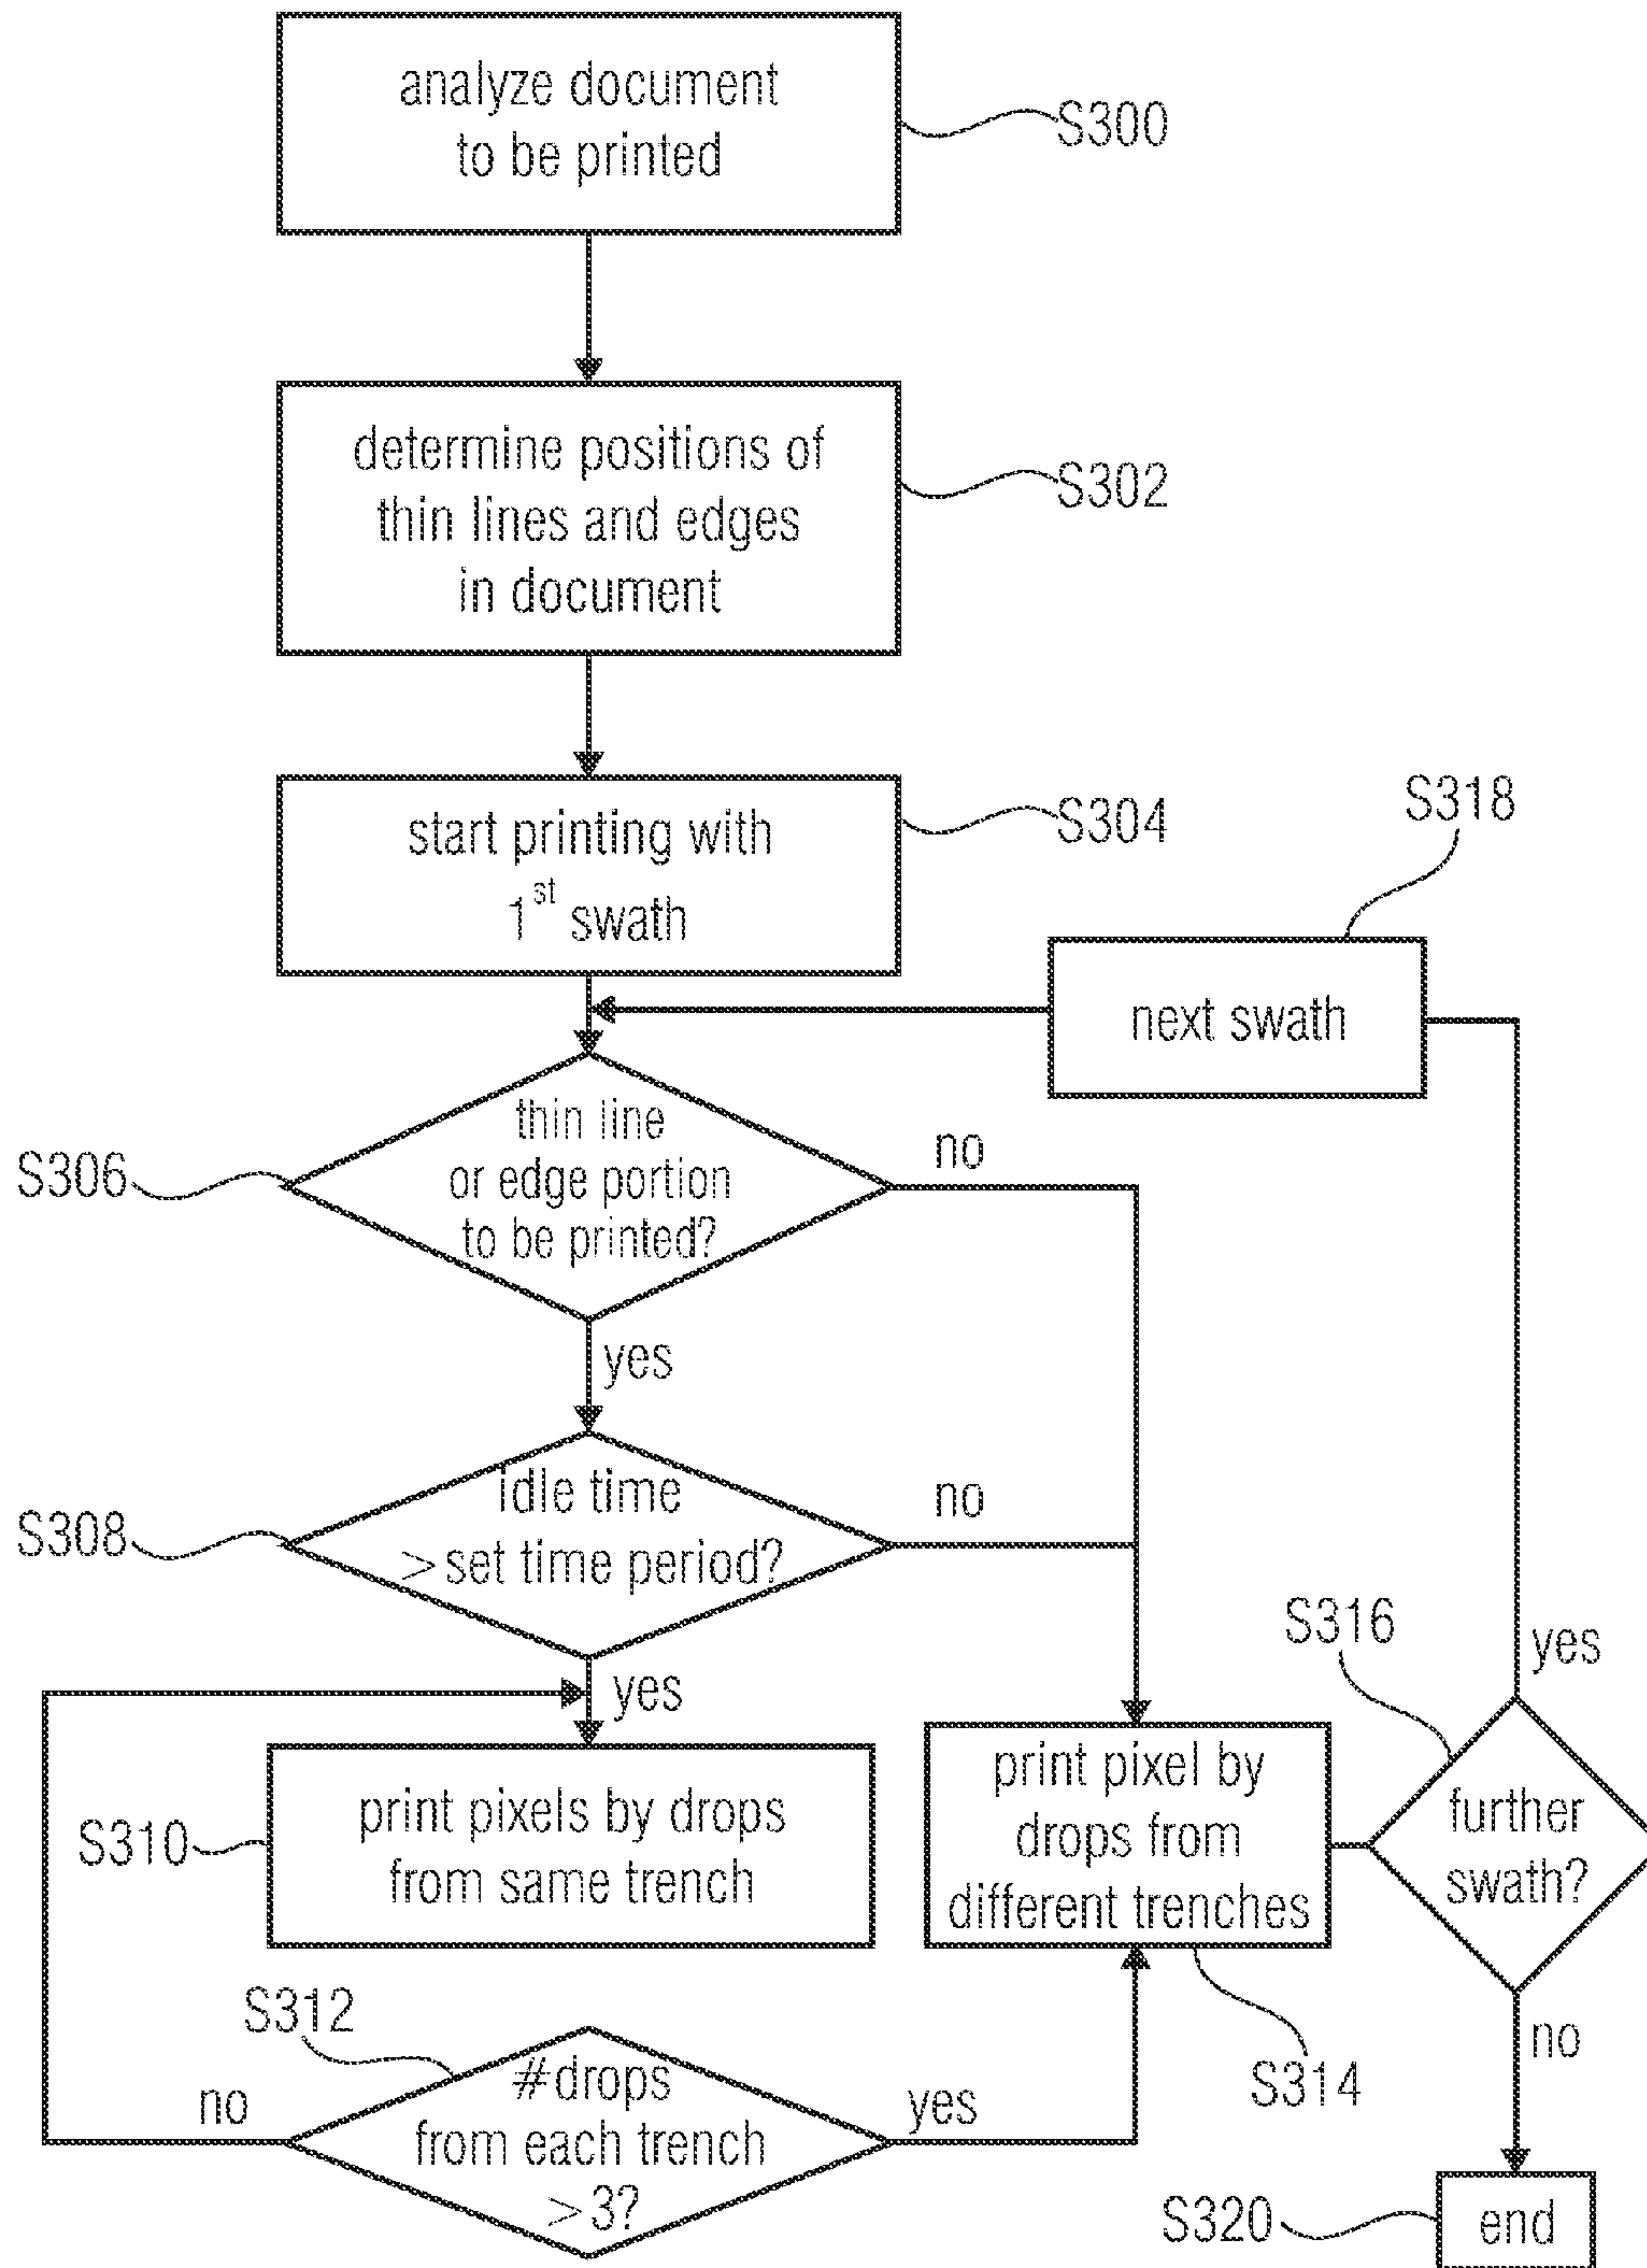 analyze document
to be printed
S300
determine positions of
thin lines and edges
in document
S302
start printing with
1st swath
S304
S318
next swath
thin line
or edge portion
to be printed?
S306
no
yes
idle time
> set time period?
S308
no
yes
S316
yes
print pixels by drops
from same trench
S310
print pixel by
drops from
different trenches
further
swath?
S312
#drops
from each trench
> 3?
no
yes
S314
no
S320
end